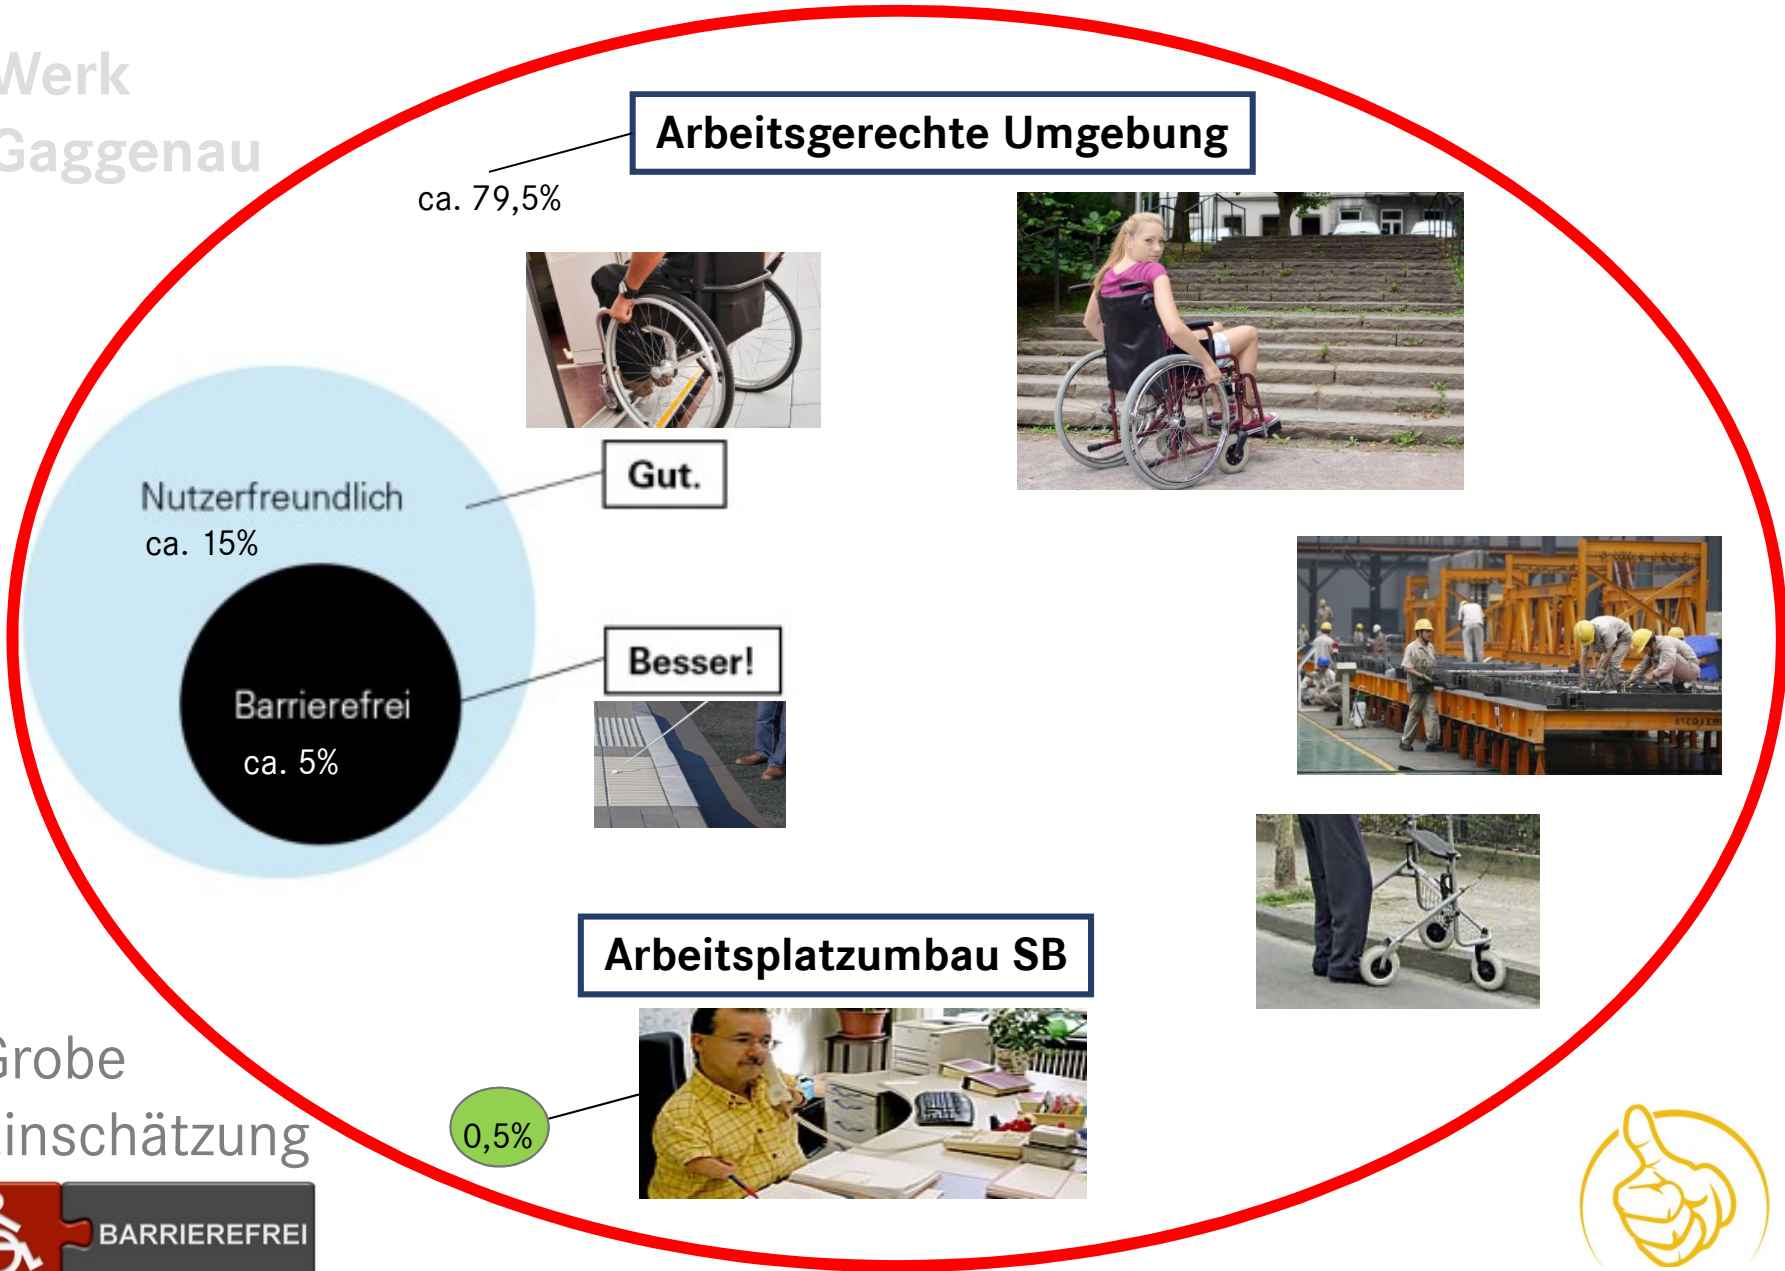 Werk
Gaggenau
Arbeitsgerechte Umgebung
ca. 79,5%
Gut.
Nutzerfreundlich
ca. 15%
Besser!
Barrierefrei
ca. 5%
Arbeitsplatzumbau SB
Grobe
Einschätzung
0,5%
BARRIEREFREI